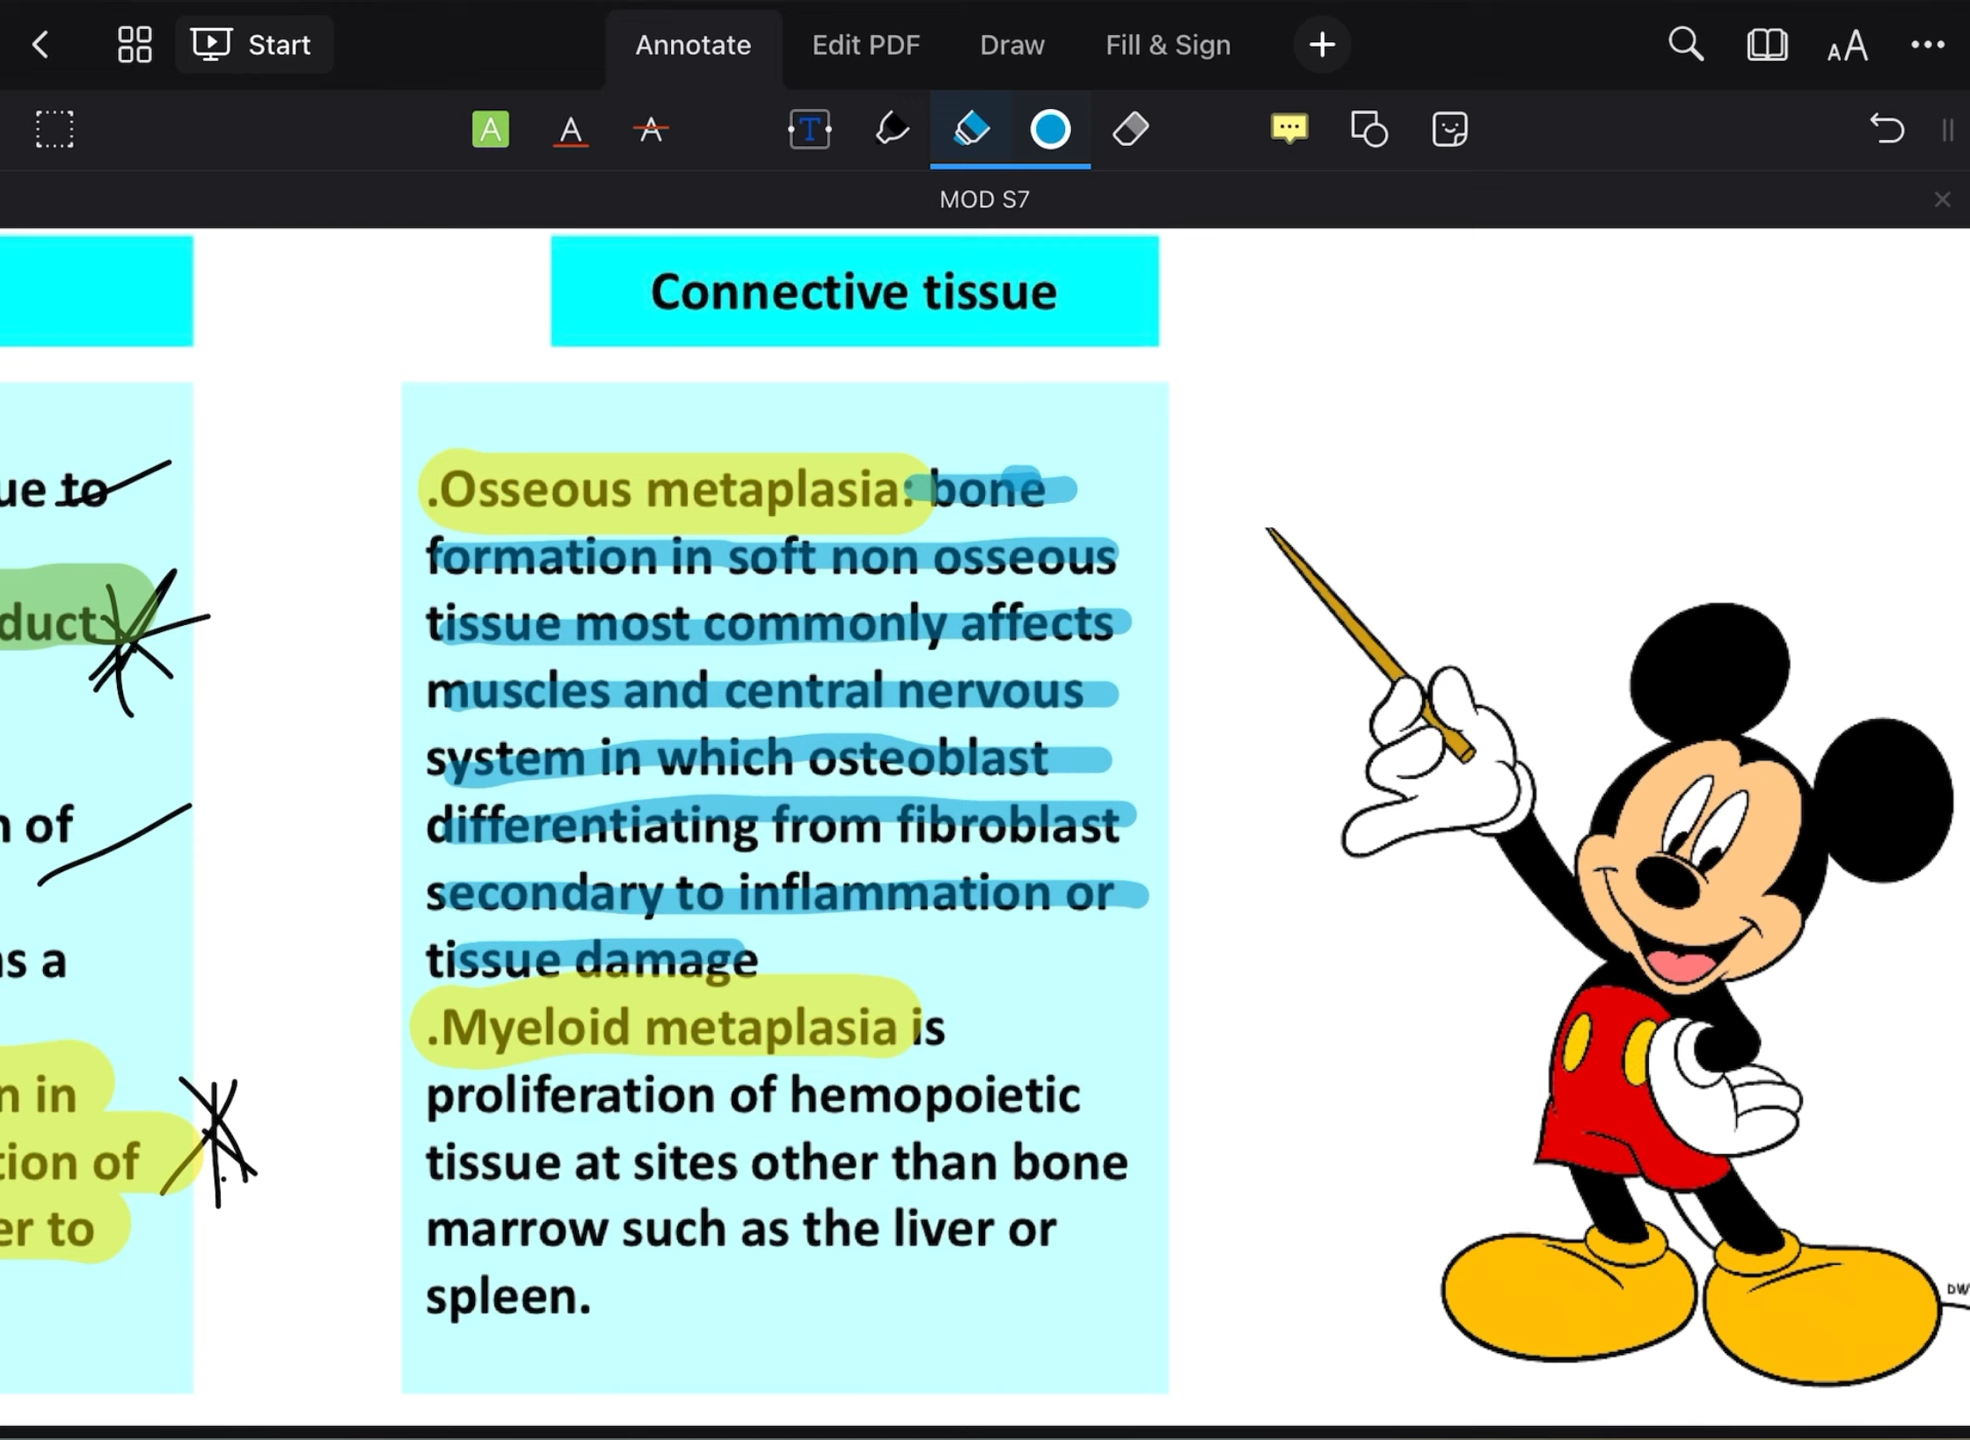 Start
Annotate
Edit PDF
Draw
Fill & Sign
MOD S7
Connective tissue
ue to
duct
n of
as a
n in
tion of
er to
.Osseous metaplasia: bone
formation in soft non osseous
tissue most commonly affects
muscles and central nervous
system in which osteoblast
differentiating from fibroblast
secondary to inflammation or
tissue damage
.Myeloid metaplasia is
proliferation of hemopoietic
tissue at sites other than bone
marrow such as the liver or
spleen.
DW